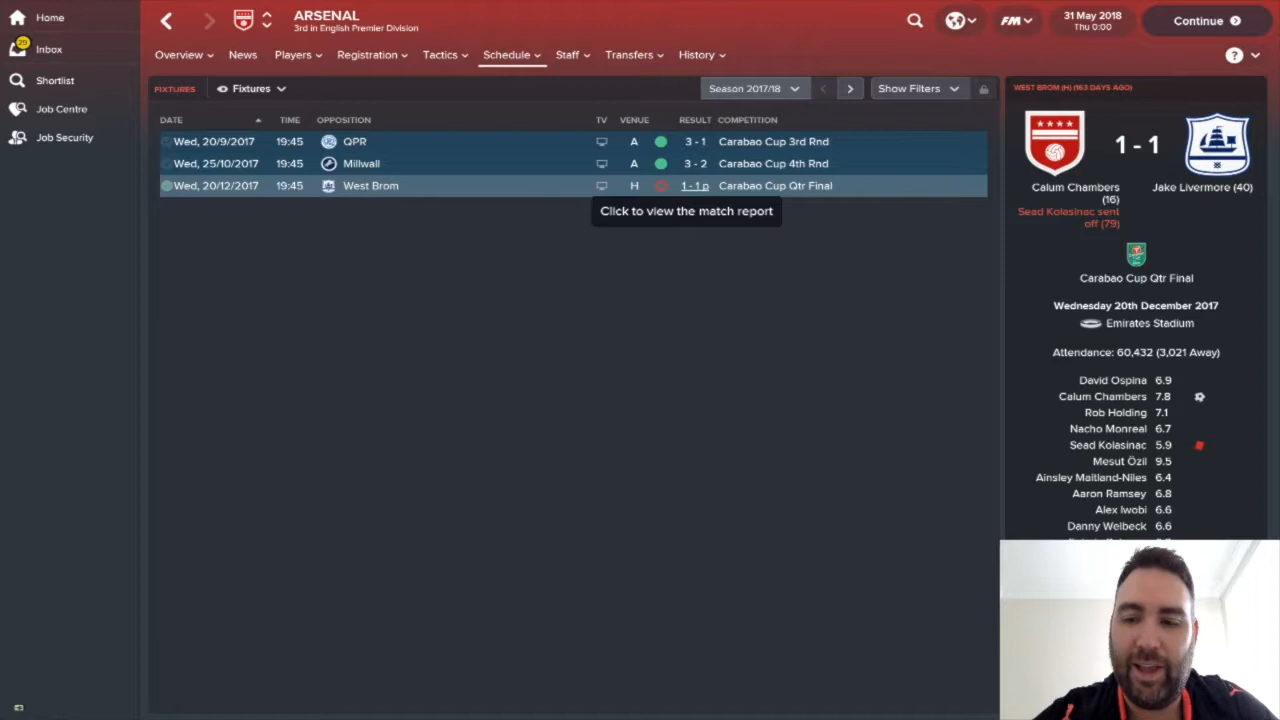 Home
Inbox
29
Shortlist
Job Centre
Job Security
ARSENAL
3rd in English Premier Division
FM
31 May 2018
Thu 0:00
Continue
Overview
News
Players
Registration
Tactics
Schedule
Staff
Transfers
History
?
FIXTURES
Fixtures
Season 2017/18
Show Filters
DATE TIME OPPOSITION TV VENUE RESULT COMPETITION
Wed, 20/9/2017 19:45 QPR A 3 - 1 Carabao Cup 3rd Rnd
Wed, 25/10/2017 19:45 Millwall A 3 - 2 Carabao Cup 4th Rnd
Wed, 20/12/2017 19:45 West Brom H 1 - 1 p Carabao Cup Qtr Final
Click to view the match report
WEST BROM (H) (163 DAYS AGO)
1 - 1
Calum Chambers
(16)
Sead Kolasinac sent
off (79)
Jake Livermore (40)
Carabao Cup Qtr Final
Wednesday 20th December 2017
Emirates Stadium
Attendance: 60,432 (3,021 Away)
David Ospina 6.9
Calum Chambers 7.8
Rob Holding 7.1
Nacho Monreal 6.7
Sead Kolasinac 5.9
Mesut Özil 9.5
Ainsley Maitland-Niles 6.4
Aaron Ramsey 6.8
Alex Iwobi 6.6
Danny Welbeck 6.6